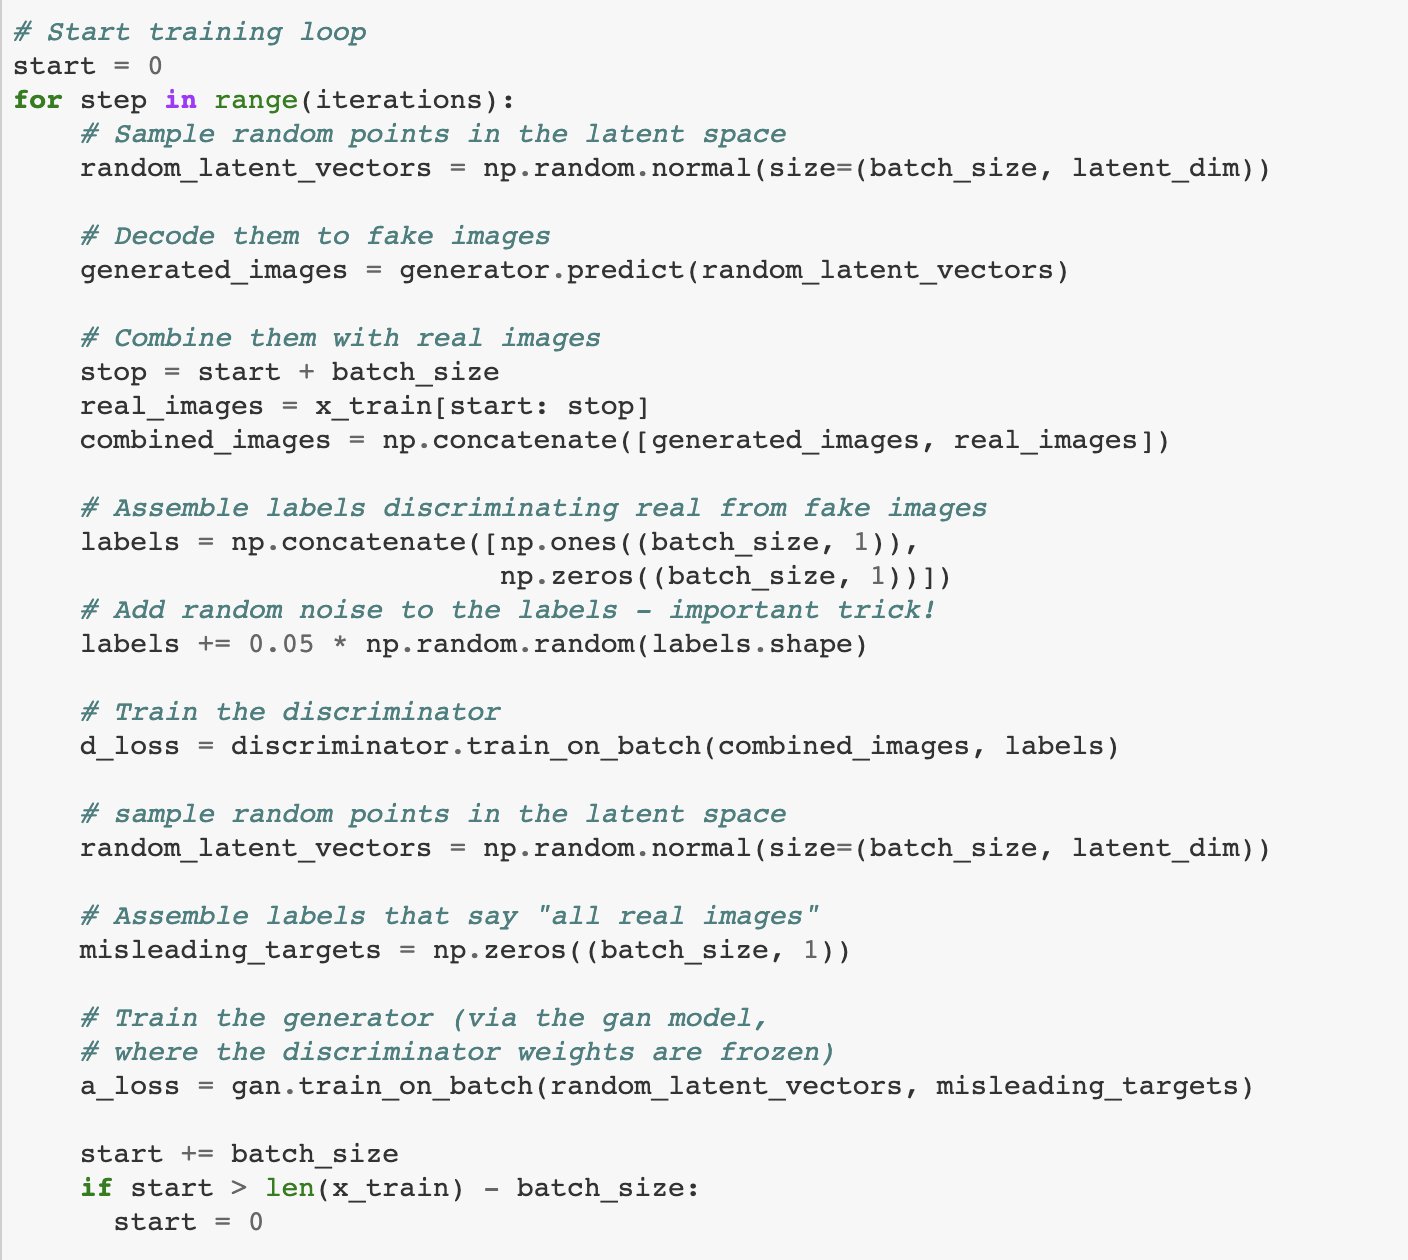 # Start training loop
start = 0
for step in range(iterations):
    # Sample random points in the latent space
    random_latent_vectors = np.random.normal(size=(batch_size, latent_dim))

    # Decode them to fake images
    generated_images = generator.predict(random_latent_vectors)

    # Combine them with real images
    stop = start + batch_size
    real_images = x_train[start: stop]
    combined_images = np.concatenate([generated_images, real_images])

    # Assemble labels discriminating real from fake images
    labels = np.concatenate([np.ones((batch_size, 1)),
                             np.zeros((batch_size, 1))])
    # Add random noise to the labels - important trick!
    labels += 0.05 * np.random.random(labels.shape)

    # Train the discriminator
    d_loss = discriminator.train_on_batch(combined_images, labels)

    # sample random points in the latent space
    random_latent_vectors = np.random.normal(size=(batch_size, latent_dim))

    # Assemble labels that say "all real images"
    misleading_targets = np.zeros((batch_size, 1))

    # Train the generator (via the gan model,
    # where the discriminator weights are frozen)
    a_loss = gan.train_on_batch(random_latent_vectors, misleading_targets)

    start += batch_size
    if start > len(x_train) - batch_size:
      start = 0